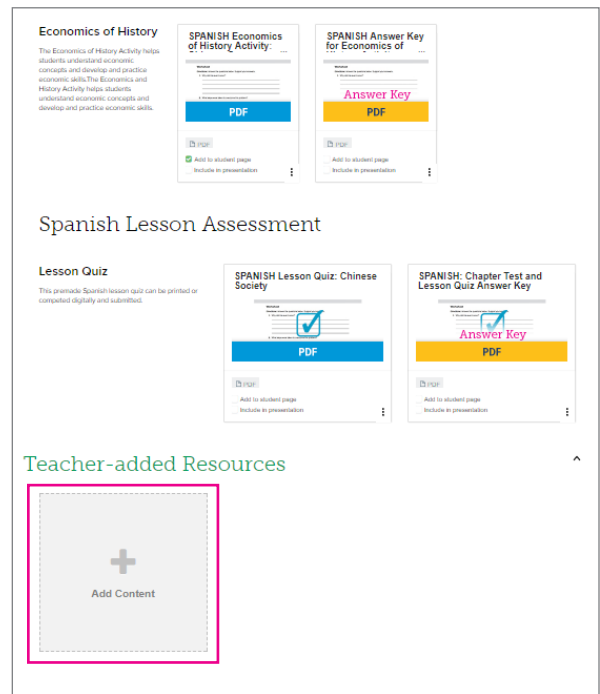 Economics of History
The Economics of History Activity helps
students understand economic
concepts and develop and practice
economic skills.The Economics and
History Activity helps students
understand economic concepts and
develop and practice economic skills.
SPANISH Economics
of History Activity:
PDF
PDF
Add to student page
Include in presentation
SPANISH Answer Key
for Economics of
Answer Key
PDF
PDF
Add to student page
Include in presentation
Spanish Lesson Assessment
Lesson Quiz
This premade Spanish lesson quiz can be printed or
competed digitally and submitted.
SPANISH Lesson Quiz: Chinese
Society
PDF
PDF
Add to student page
Include in presentation
SPANISH: Chapter Test and
Lesson Quiz Answer Key
Answer Key
PDF
PDF
Add to student page
Include in presentation
Teacher-added Resources
Add Content